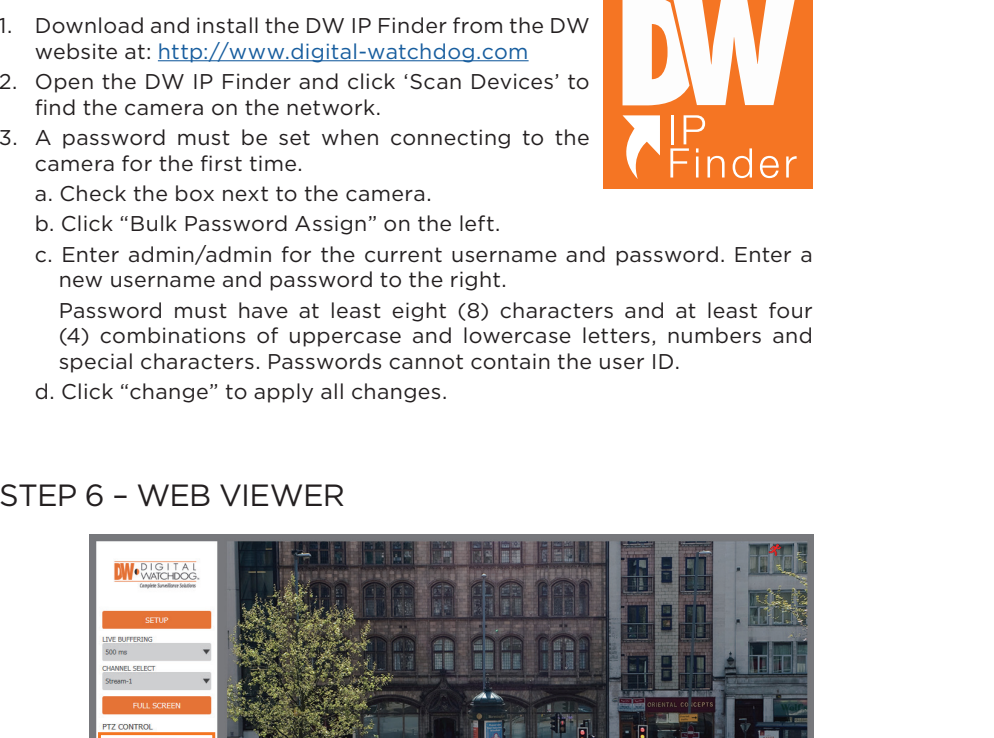 1. Download and install the DW IP Finder from the DW
website at: http://www.digital-watchdog.com
2. Open the DW IP Finder and click ‘Scan Devices’ to
find the camera on the network.
3. A password must be set when connecting to the
camera for the first time.
a. Check the box next to the camera.
b. Click “Bulk Password Assign” on the left.
c. Enter admin/admin for the current username and password. Enter a
new username and password to the right.
Password must have at least eight (8) characters and at least four
(4) combinations of uppercase and lowercase letters, numbers and
special characters. Passwords cannot contain the user ID.
d. Click “change” to apply all changes.
DW
IP
Finder
STEP 6 – WEB VIEWER
DW DIGITAL
WATCHDOG.
Complete Surveillance Solutions
SETUP
LIVE BUFFERING
500 ms
CHANNEL SELECT
Stream-1
FULL SCREEN
PTZ CONTROL
ORIENTAL CONCEPTS